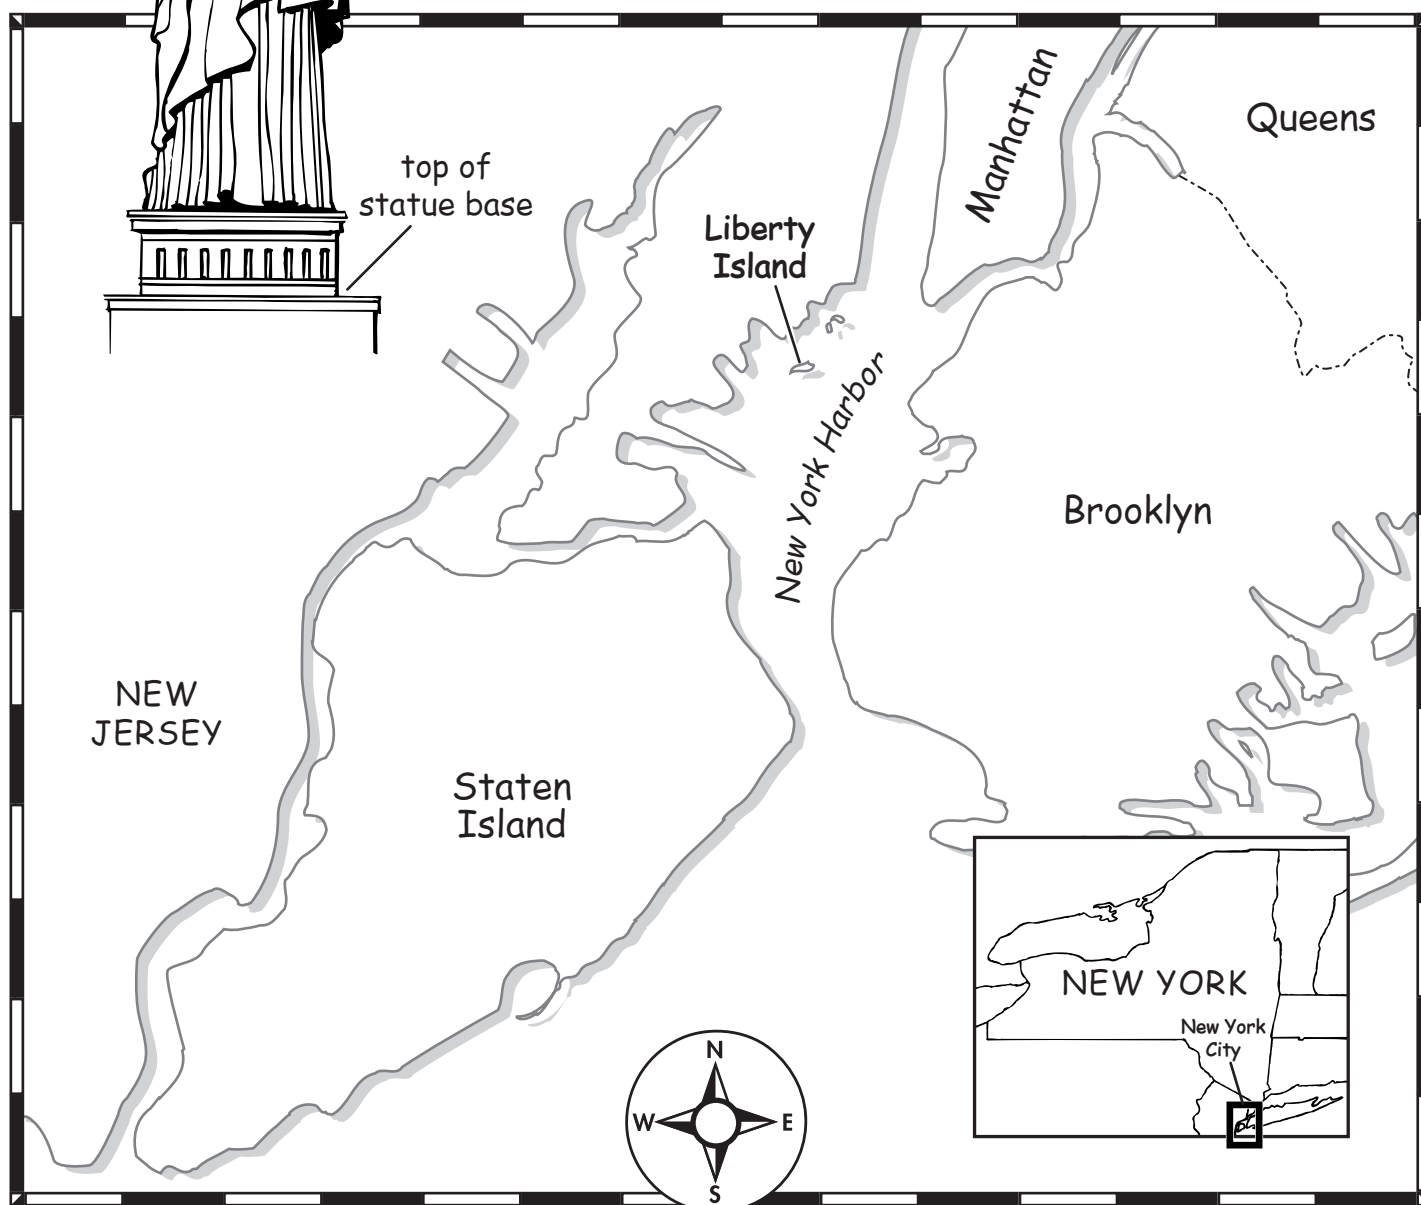 Manhattan
Queens
top of
statue base
Liberty
Island
New York Harbor
Brooklyn
NEW
JERSEY
Staten
Island
NEW YORK
New York
City
N
W
E
S